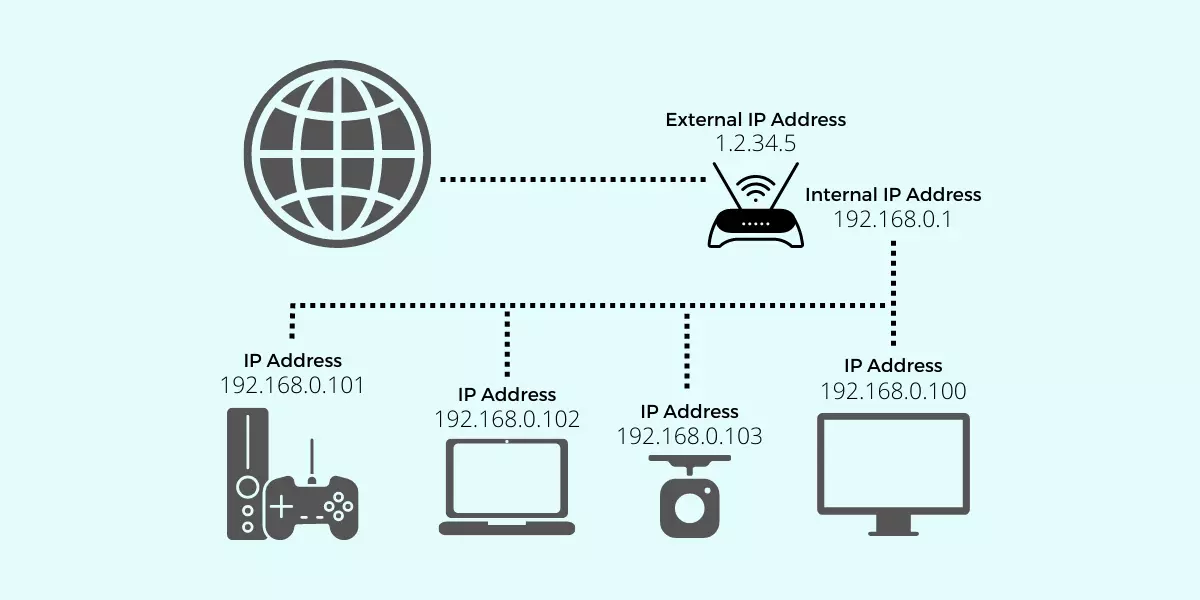 External IP Address
1.2.34.5
Internal IP Address
192.168.0.1
IP Address
192.168.0.101
IP Address
192.168.0.102
IP Address
192.168.0.103
IP Address
192.168.0.100